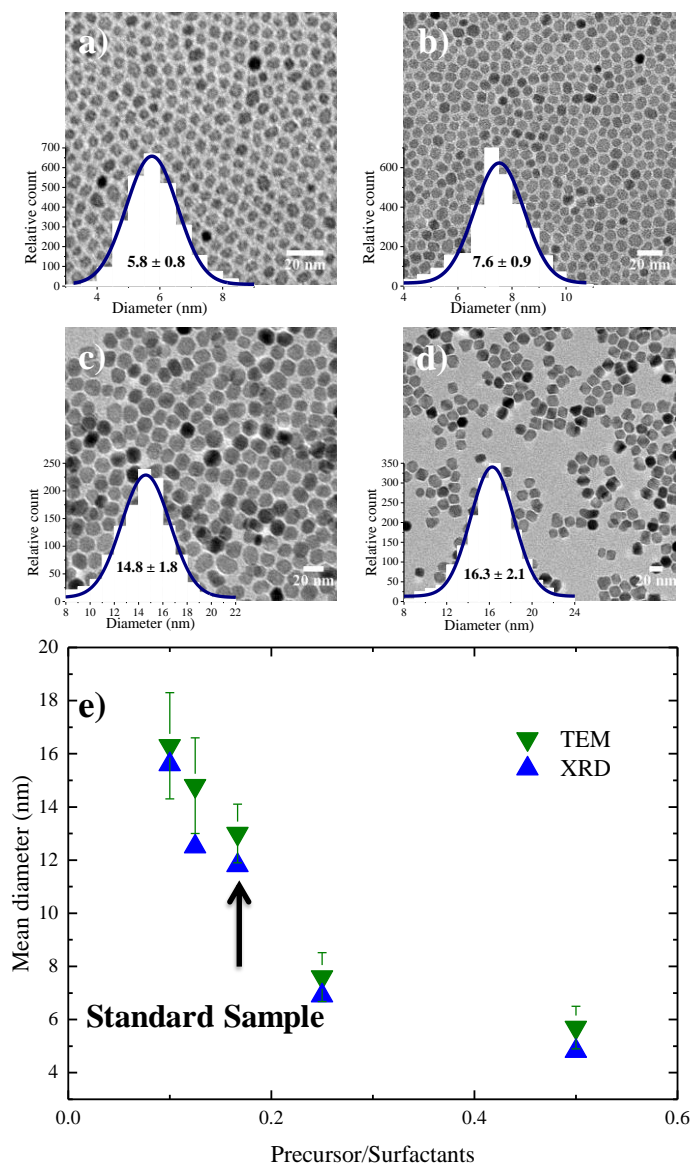 a)
700
600
500
400
300
200
100
0
Relative count
5.8 ± 0.8
20 nm
4 6 8
Diameter (nm)
b)
600
400
200
0
Relative count
7.6 ± 0.9
20 nm
4 6 8 10
Diameter (nm)
c)
250
200
150
100
50
0
Relative count
14.8 ± 1.8
20 nm
8 10 12 14 16 18 20 22
Diameter (nm)
d)
350
300
250
200
150
100
50
0
Relative count
16.3 ± 2.1
20 nm
8 12 16 20 24
Diameter (nm)
e)
20
18
16
14
12
10
8
6
4
Mean diameter (nm)
TEM
XRD
Standard Sample
0.0 0.2 0.4 0.6
Precursor/Surfactants